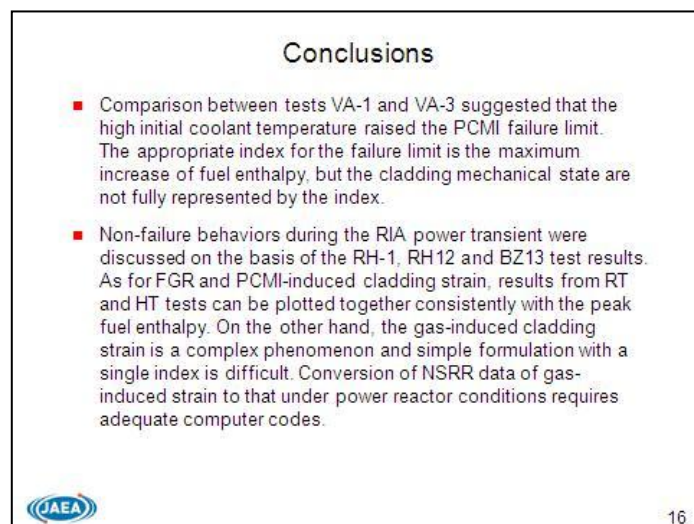 Conclusions
Comparison between tests VA-1 and VA-3 suggested that the
high initial coolant temperature raised the PCMI failure limit.
The appropriate index for the failure limit is the maximum
increase of fuel enthalpy, but the cladding mechanical state are
not fully represented by the index.
Non-failure behaviors during the RIA power transient were
discussed on the basis of the RH-1, RH12 and BZ13 test results.
As for FGR and PCMI-induced cladding strain, results from RT
and HT tests can be plotted together consistently with the peak
fuel enthalpy. On the other hand, the gas-induced cladding
strain is a complex phenomenon and simple formulation with a
single index is difficult. Conversion of NSRR data of gas-
induced strain to that under power reactor conditions requires
adequate computer codes.
JAEA
16